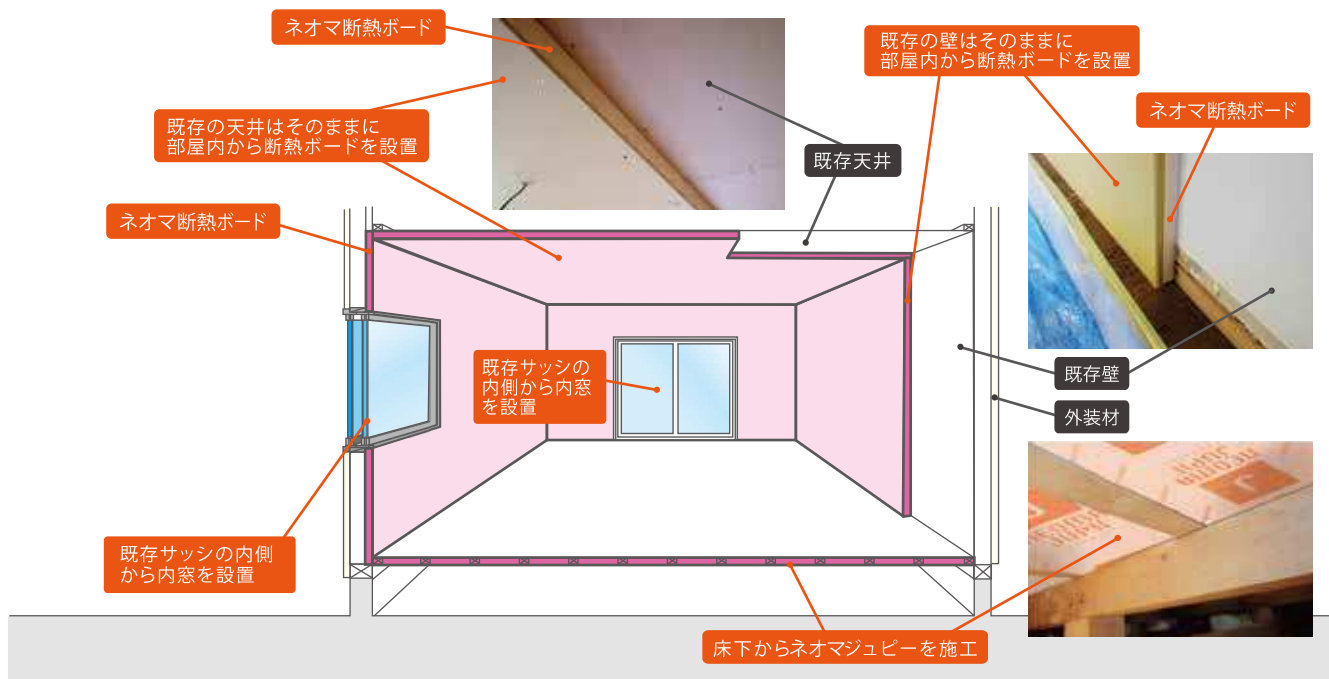 ネオマ断熱ボード
既存の壁はそのままに
部屋内から断熱ボードを設置
ネオマ断熱ボード
既存の天井はそのままに
部屋内から断熱ボードを設置
既存天井
ネオマ断熱ボード
既存サッシの
内側から内窓
を設置
既存壁
外装材
既存サッシの内側
から内窓を設置
床下からネオマジュピーを施工